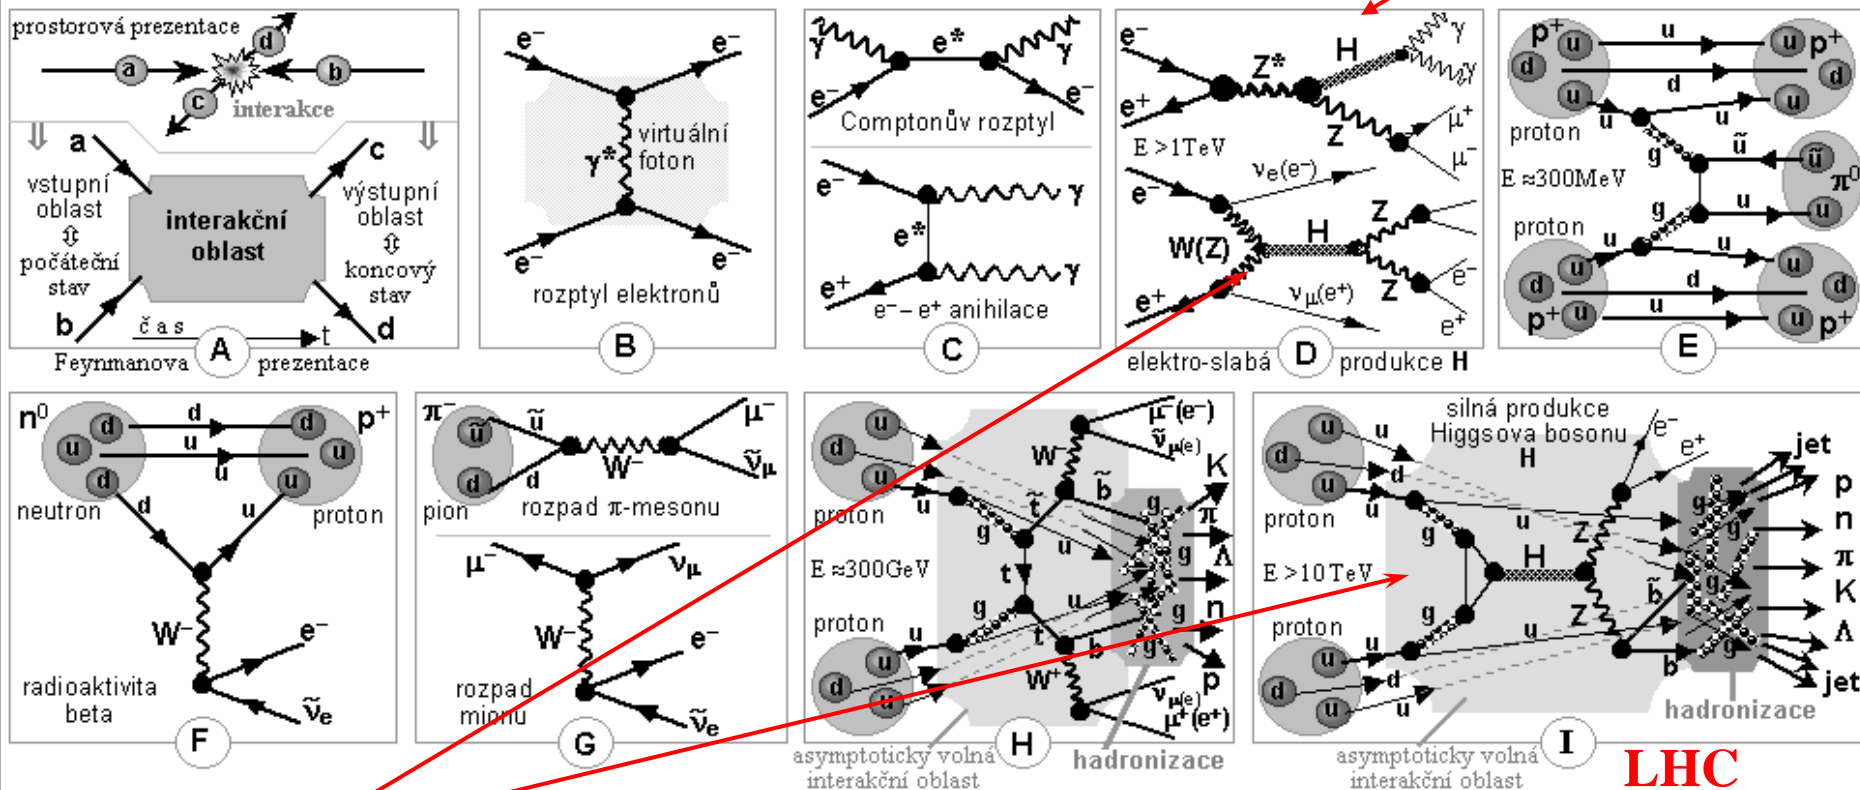 prostorová prezentace
a
b
c
d
interakce
a
c
vstupní
oblast
⇕
počáteční
stav
interakční
oblast
výstupní
oblast
⇕
koncový
stav
b
d
čas
t
Feynmanova
A
prezentace
e⁻
e⁻
γ*
virtuální
foton
e⁻
e⁻
rozptyl elektronů
B
γ
e*
γ
e⁻
e⁻
Comptonův rozptyl
e⁻
γ
e*
e⁺
γ
e⁻– e⁺ anihilace
C
e⁻
Z*
H
γ
γ
e⁺
Z
μ⁺
μ⁻
E >1TeV
νe(e⁻)
e⁻
W(Z)
H
Z
Z
e⁻
e⁺
e⁺
νμ(e⁺)
elektro-slabá
D
produkce H
p⁺
u
d
u
u
d
u
p⁺
u
d
u
proton
u
g
ũ
ũ
E ≈300MeV
π⁰
g
u
u
proton
u
u
u
u
d
d
d
p⁺
u
u
u
p⁺
E
n⁰
d
u
d
d
u
u
p⁺
d
u
u
neutron
d
u
proton
W⁻
e⁻
radioaktivita
beta
ν̃e
F
π⁻
ũ
ũ
d
d
W⁻
μ⁻
ν̃μ
pion
rozpad π-mesonu
μ⁻
νμ
W⁻
e⁻
rozpad
mionu
ν̃e
G
u
d
u
proton
u
g
t̃
W⁻
μ⁻(e⁻)
ν̃μ(e)
b̃
E ≈300GeV
t
u
u
g
t
b
W⁺
νμ(e)
μ⁺(e⁺)
proton
u
u
d
u
g
g
g
g
K
π
Λ
n
p
asymptoticky volná
interakční oblast
H
hadronizace
silná produkce
Higgsova bosonu
H
e⁻
e⁺
u
d
u
u
d
u
proton
g
u
E >10TeV
H
Z
Z
g
b̃
b
proton
u
u
d
u
u
d
u
g
g
g
g
jet
p
n
π
K
Λ
jet
hadronizace
asymptoticky volná
interakční oblast
I
LHC